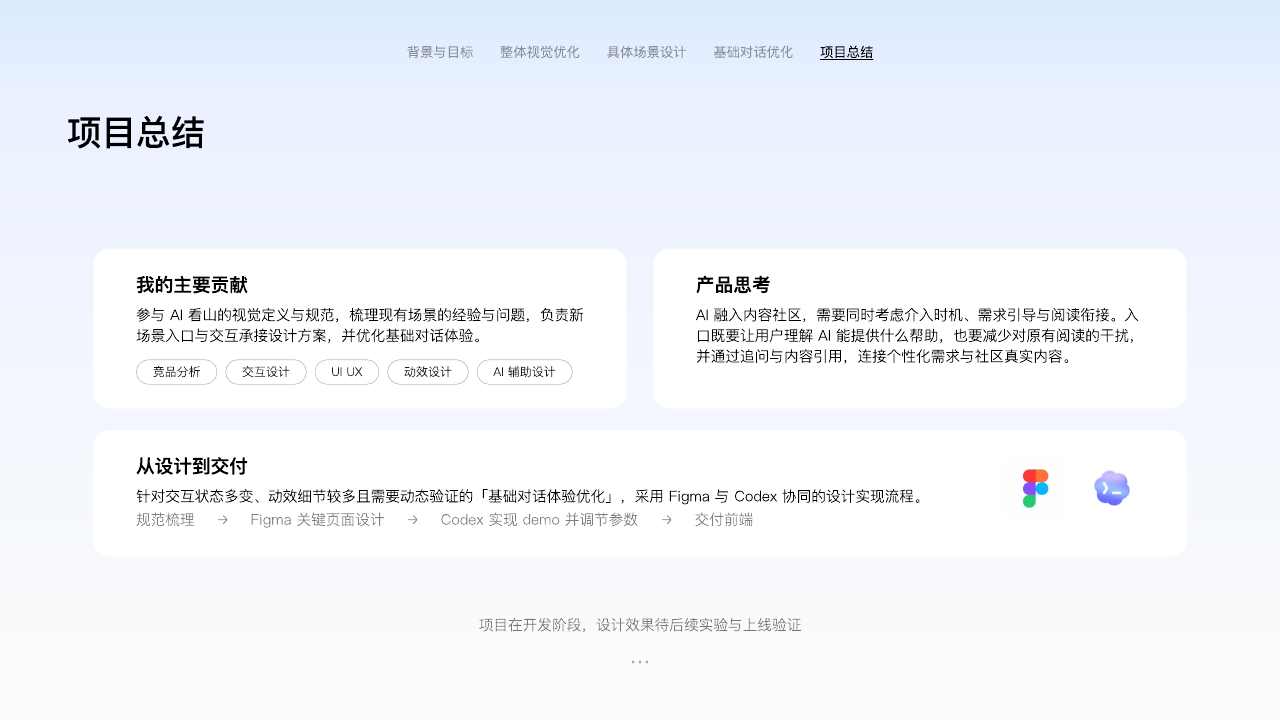 背景与目标 整体视觉优化 具体场景设计 基础对话优化 项目总结
项目总结
我的主要贡献
参与 AI 看山的视觉定义与规范，梳理现有场景的经验与问题，负责新
场景入口与交互承接设计方案，并优化基础对话体验。
竞品分析 交互设计 UI UX 动效设计 AI 辅助设计
产品思考
AI 融入内容社区，需要同时考虑介入时机、需求引导与阅读衔接。入
口既要让用户理解 AI 能提供什么帮助，也要减少对原有阅读的干扰，
并通过追问与内容引用，连接个性化需求与社区真实内容。
从设计到交付
针对交互状态多变、动效细节较多且需要动态验证的「基础对话体验优化」，采用 Figma 与 Codex 协同的设计实现流程。
规范梳理 → Figma 关键页面设计 → Codex 实现 demo 并调节参数 → 交付前端
项目在开发阶段，设计效果待后续实验与上线验证
...